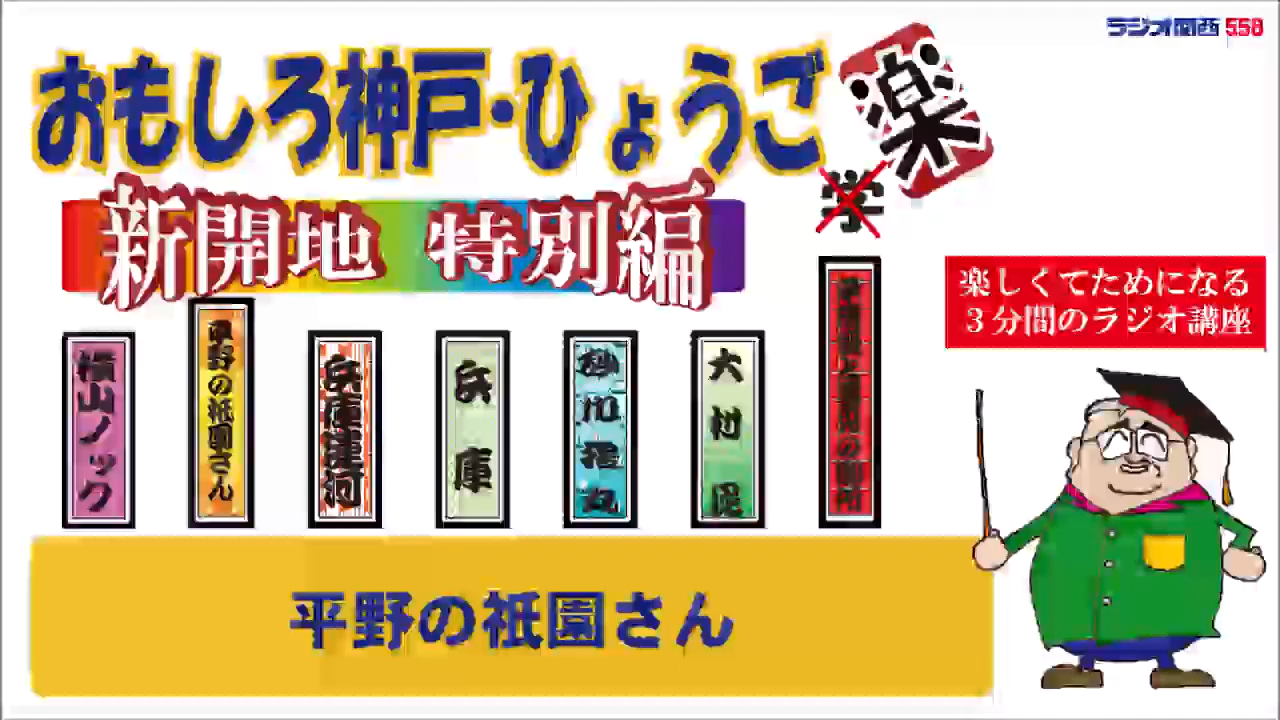 ラジオ関西 558
おもしろ神戸・ひょうご楽
学
新開地 特別編
楽しくてためになる
3分間のラジオ講座
横山ノック
平野の祇園さん
兵庫運河
兵庫
砂川捨丸
大村崑
平野の祇園さん